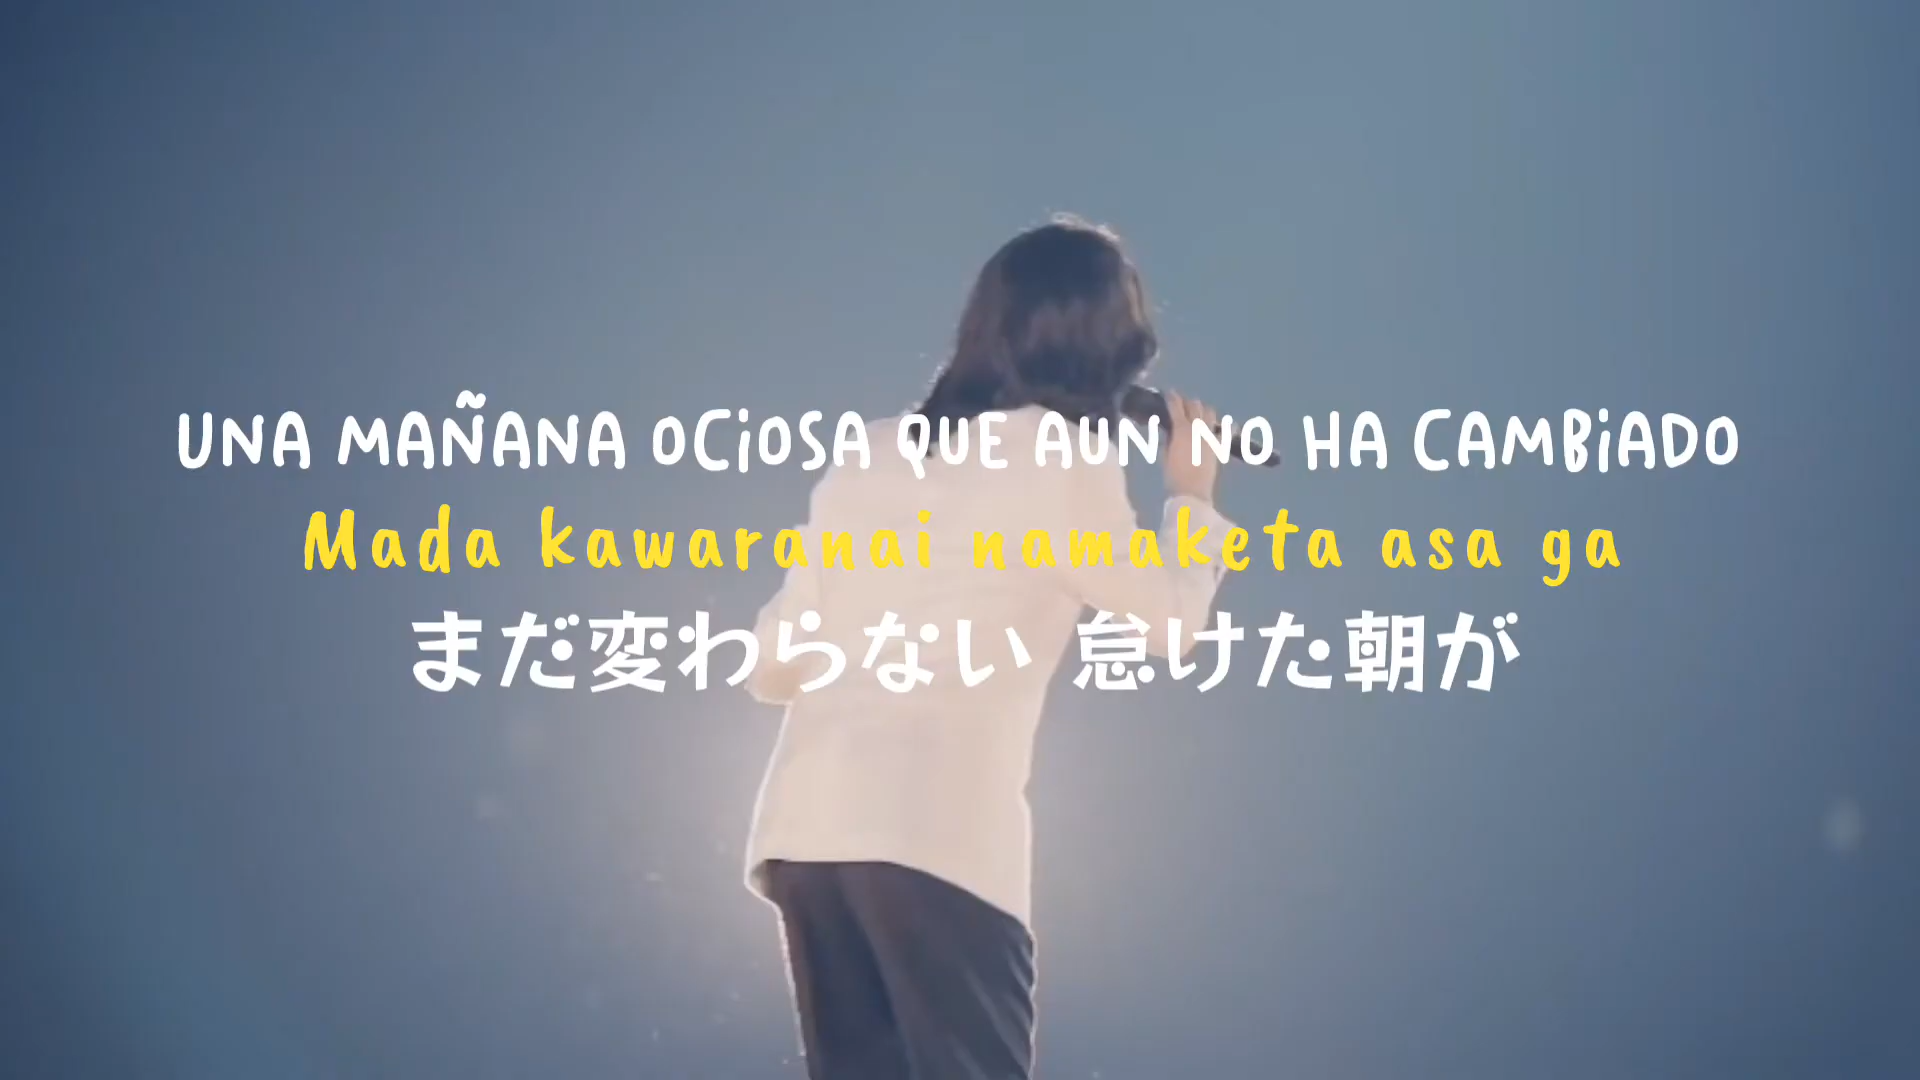 UNA MAÑANA OCIOSA QUE AUN NO HA CAMBIADO
Mada kawaranai namaketa asa ga
まだ変わらない 怠けた朝が